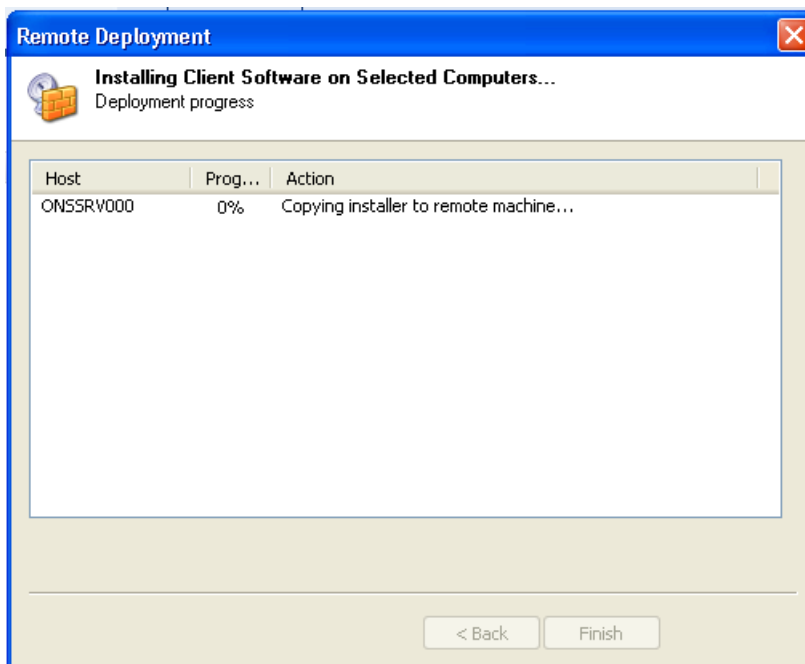 Remote Deployment
Installing Client Software on Selected Computers...
Deployment progress
Host Prog... Action
ONSSRV000 0% Copying installer to remote machine...
< Back Finish